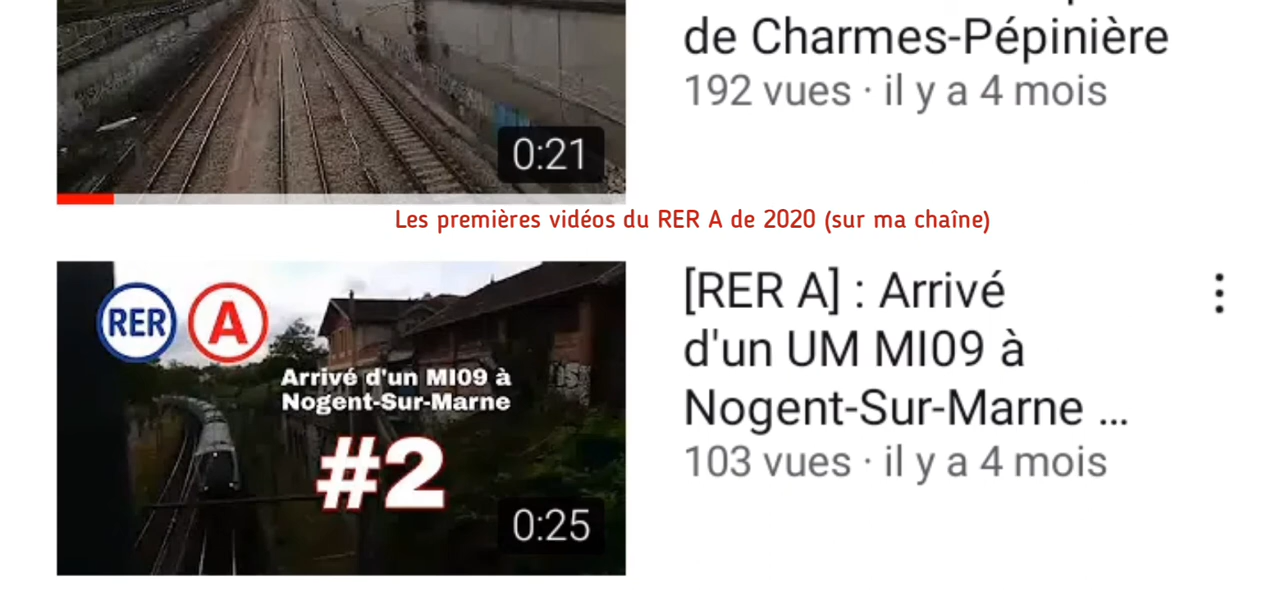 de Charmes-Pépinière
192 vues · il y a 4 mois
0:21
Les premières vidéos du RER A de 2020 (sur ma chaîne)
RER A
Arrivé d'un MI09 à
Nogent-Sur-Marne
#2
0:25
[RER A] : Arrivé
d'un UM MI09 à
Nogent-Sur-Marne ...
103 vues · il y a 4 mois